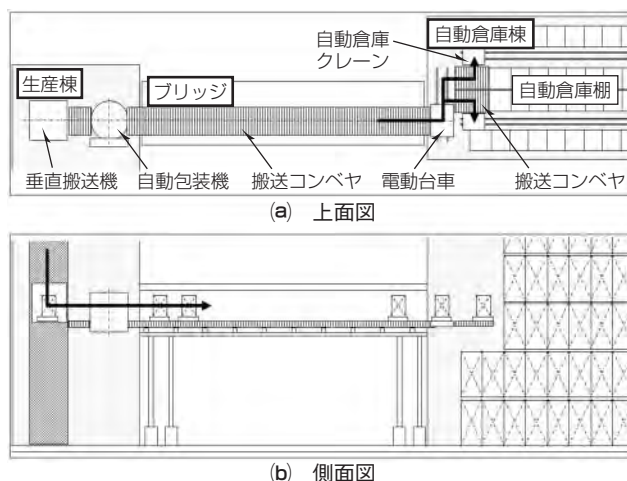 自動倉庫
クレーン
自動倉庫棟
生産棟
ブリッジ
自動倉庫棚
垂直搬送機
自動包装機
搬送コンベヤ
電動台車
搬送コンベヤ
(a) 上面図
(b) 側面図